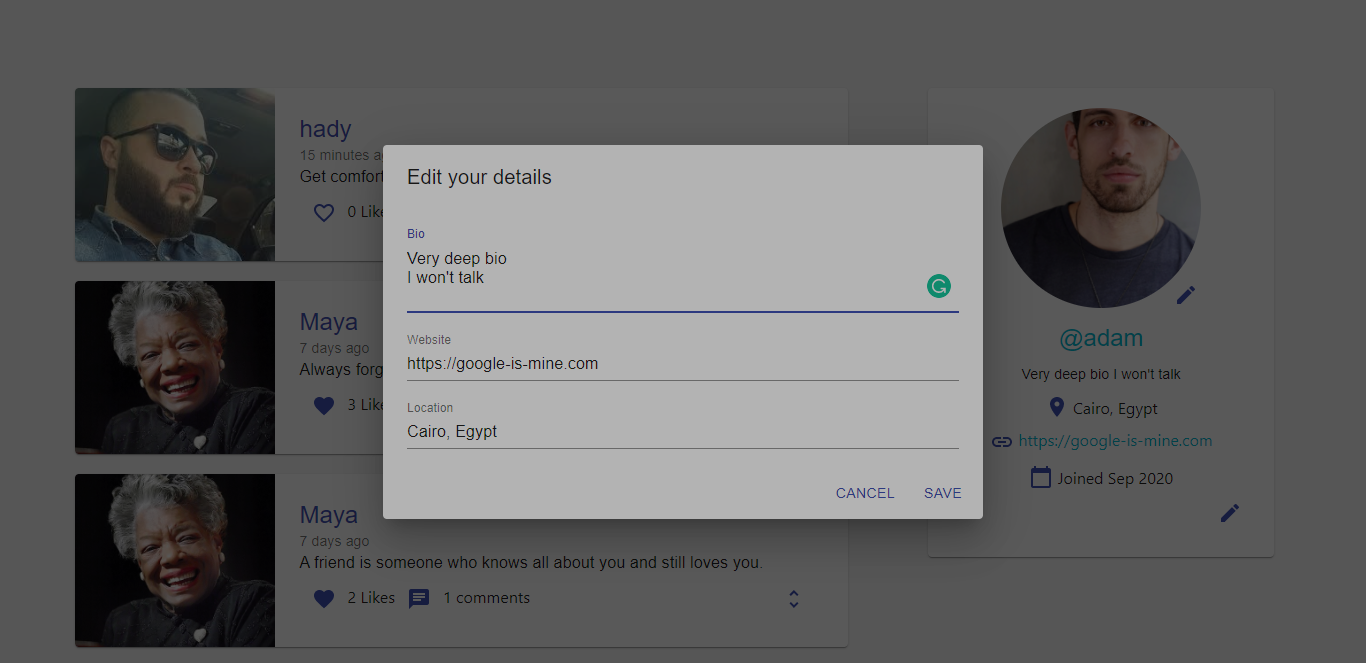 hady
15 minutes
Get comfort
0 Like
Maya
7 days ago
Always forg
3 Like
Maya
7 days ago
A friend is someone who knows all about you and still loves you.
2 Likes
1 comments
Edit your details
Bio
Very deep bio
I won't talk
Website
https://google-is-mine.com
Location
Cairo, Egypt
CANCEL SAVE
@adam
Very deep bio I won't talk
Cairo, Egypt
https://google-is-mine.com
Joined Sep 2020